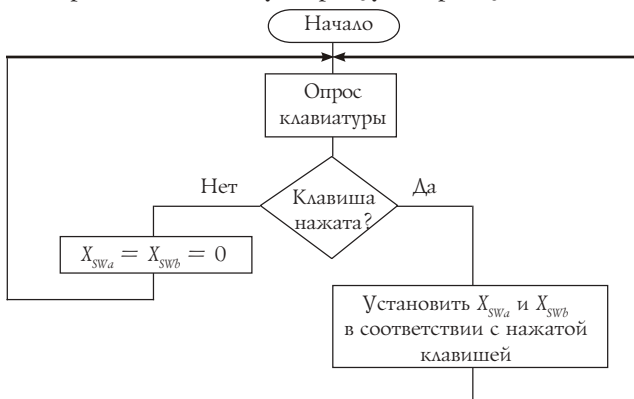 Начало
Опрос
клавиатуры
Нет
Клавиша
нажата?
Да
X_SWa = X_SWb = 0
Установить X_SWa и X_SWb
в соответствии с нажатой
клавишей